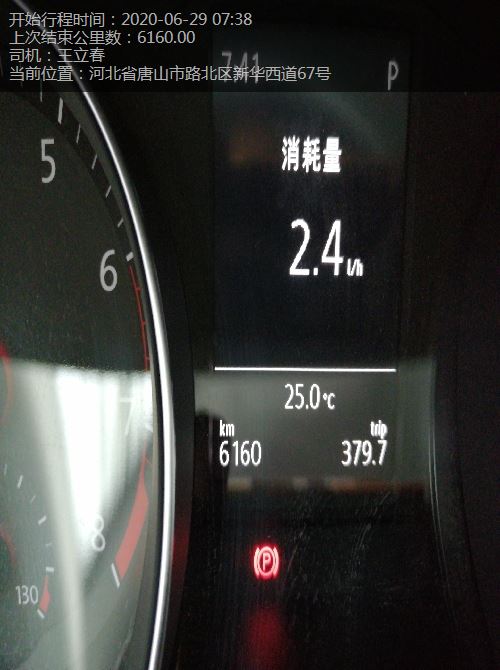 开始行程时间：2020-06-29 07:38
上次结束公里数：6160.00
司机：王立春
当前位置：河北省唐山市路北区新华西道67号
7:41 P
消耗量
2.4 l/h
25.0 °C
km trip
6160 379.7
5
6
7
8
130
P